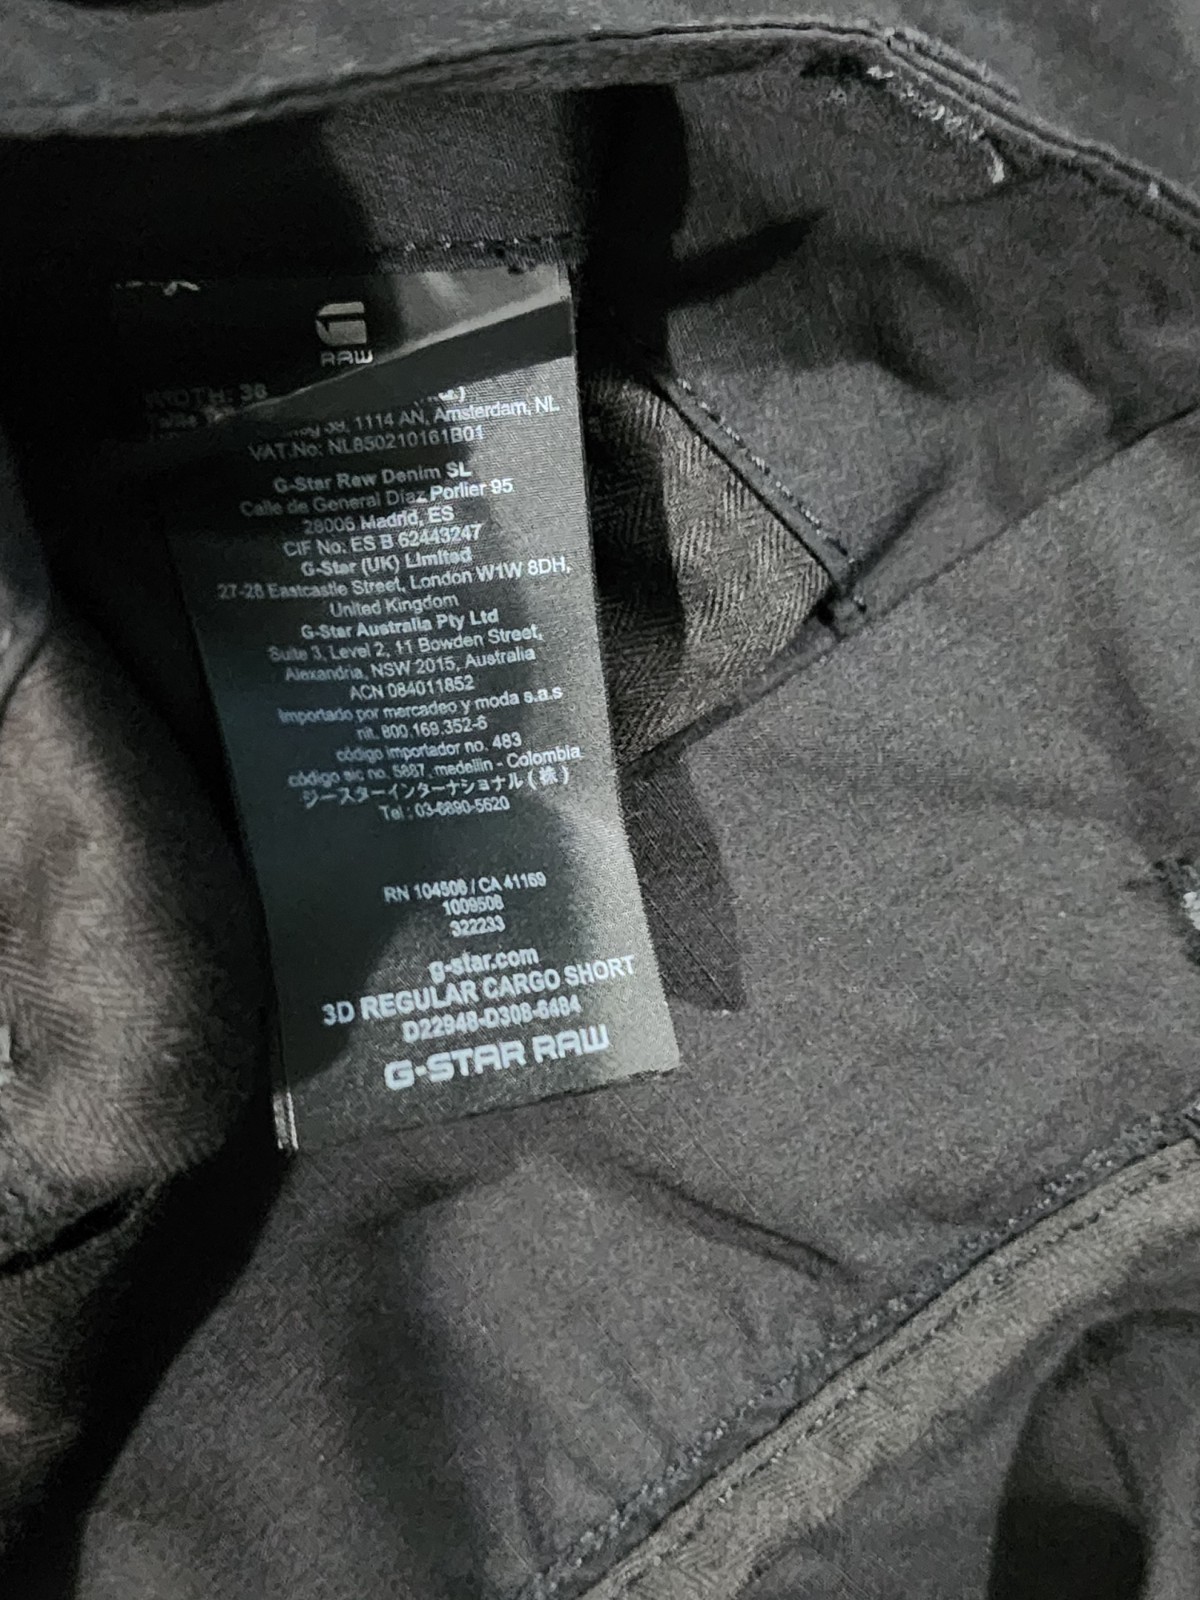 RAW
WIDTH: 36
1114 AN, Amsterdam, NL
VAT.No: NL850210161B01
G-Star Raw Denim SL
Calle de General Díaz Porlier 95
28006 Madrid, ES
CIF No: ES B 62443247
G-Star (UK) Limited
27-28 Eastcastle Street, London W1W 8DH,
United Kingdom
G-Star Australia Pty Ltd
Suite 3, Level 2, 11 Bowden Street,
Alexandria, NSW 2015, Australia
ACN 084011852
Importado por mercadeo y moda s.a.s
nit. 800.169.352-6
código importador no. 483
código sic no. 5887, medellin - Colombia
ジースターインターナショナル(株)
Tel : 03-6890-5620
RN 104506 / CA 41169
1009508
322233
g-star.com
3D REGULAR CARGO SHORT
D22948-D308-6484
G-STAR RAW